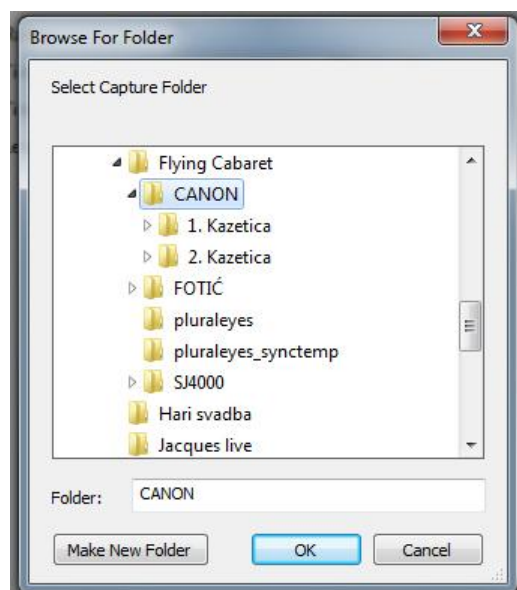 Browse For Folder
Select Capture Folder
Flying Cabaret
CANON
1. Kazetica
2. Kazetica
FOTIĆ
pluraleyes
pluraleyes_synctemp
SJ4000
Hari svadba
Jacques live
Folder: CANON
Make New Folder OK Cancel